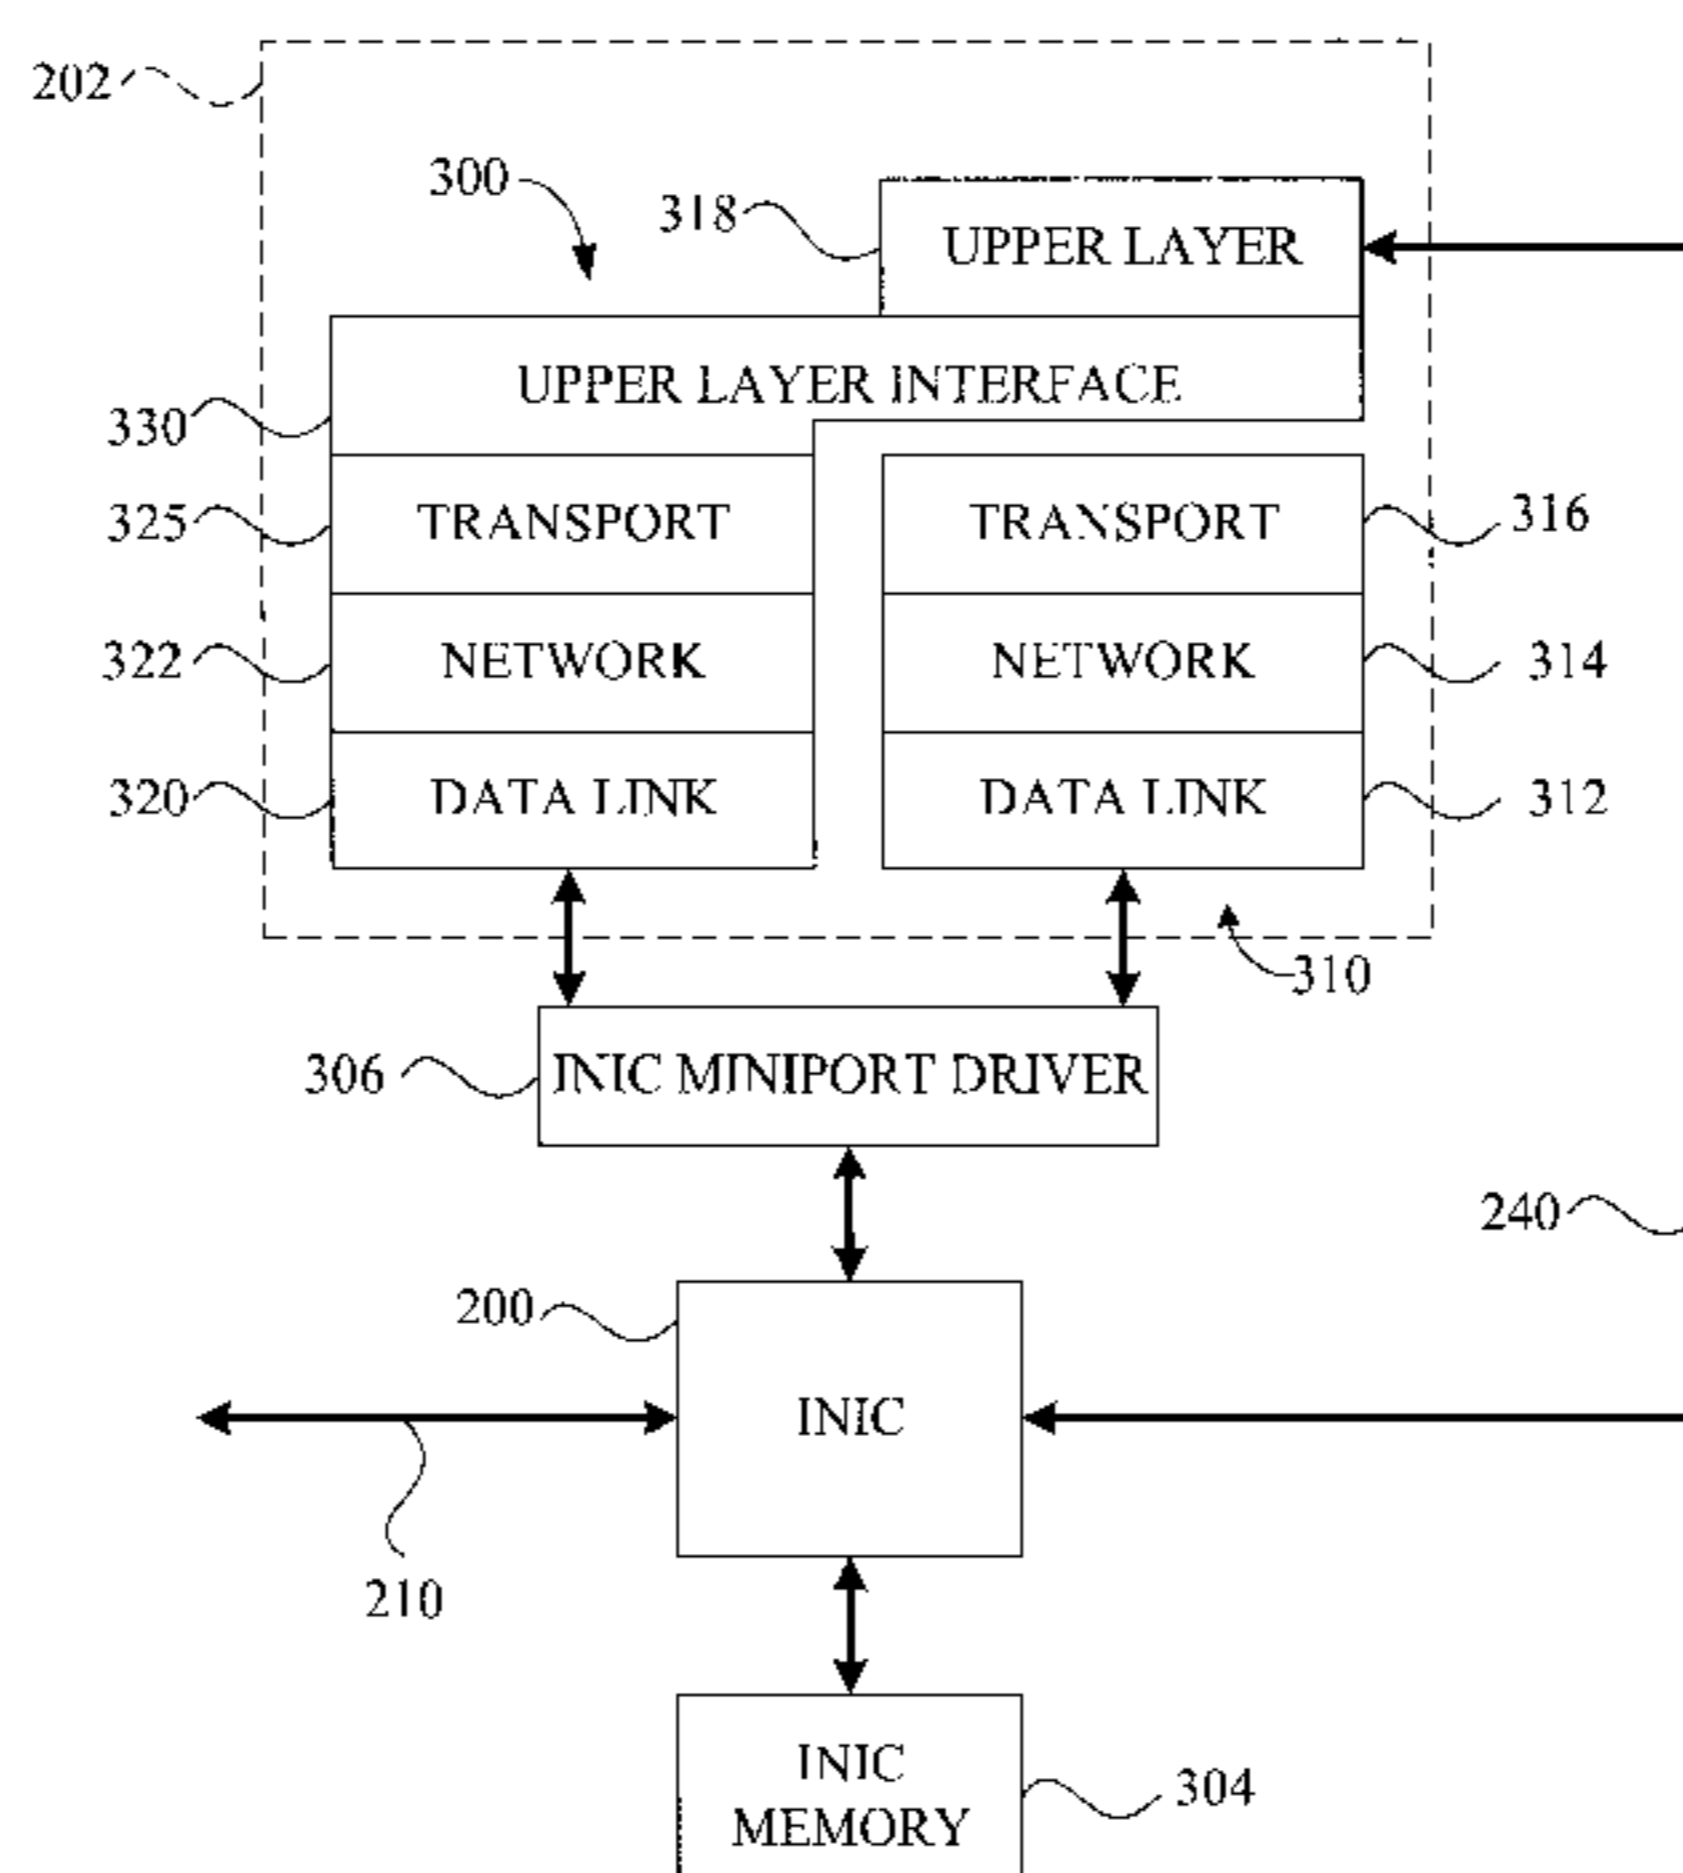 202
300
318
UPPER LAYER
UPPER LAYER INTERFACE
330
325
TRANSPORT
TRANSPORT
316
322
NETWORK
NETWORK
314
320
DATA LINK
DATA LINK
312
310
306
INIC MINIPORT DRIVER
240
200
INIC
210
INIC
MEMORY
304